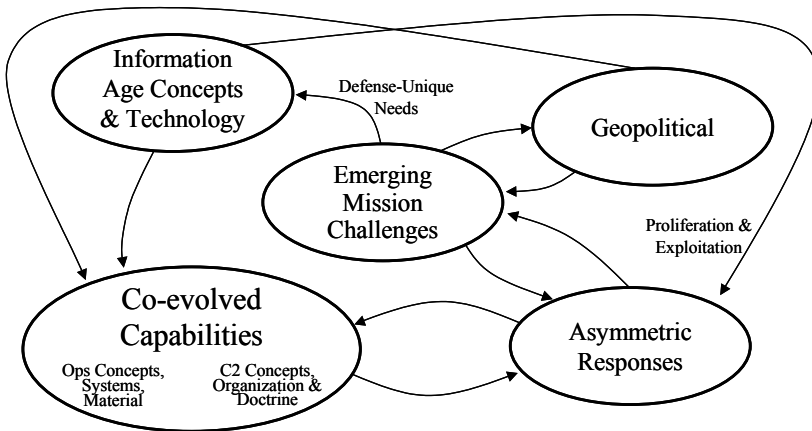 Information
Age Concepts
& Technology
Defense-Unique
Needs
Geopolitical
Emerging
Mission
Challenges
Proliferation &
Exploitation
Co-evolved
Capabilities
Ops Concepts,
Systems,
Material
C2 Concepts,
Organization &
Doctrine
Asymmetric
Responses